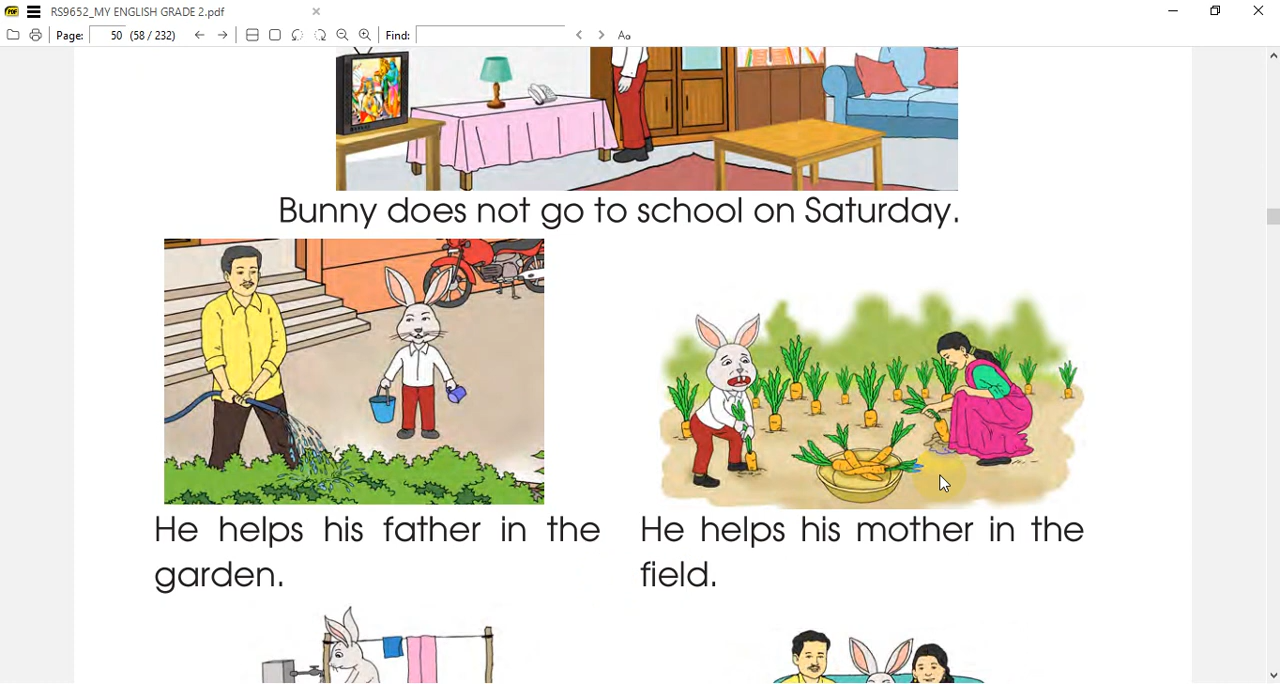 RS9652_MY ENGLISH GRADE 2.pdf
Page: 50 (58 / 232) Find: Aa
Bunny does not go to school on Saturday.
He helps his father in the
garden.
He helps his mother in the
field.